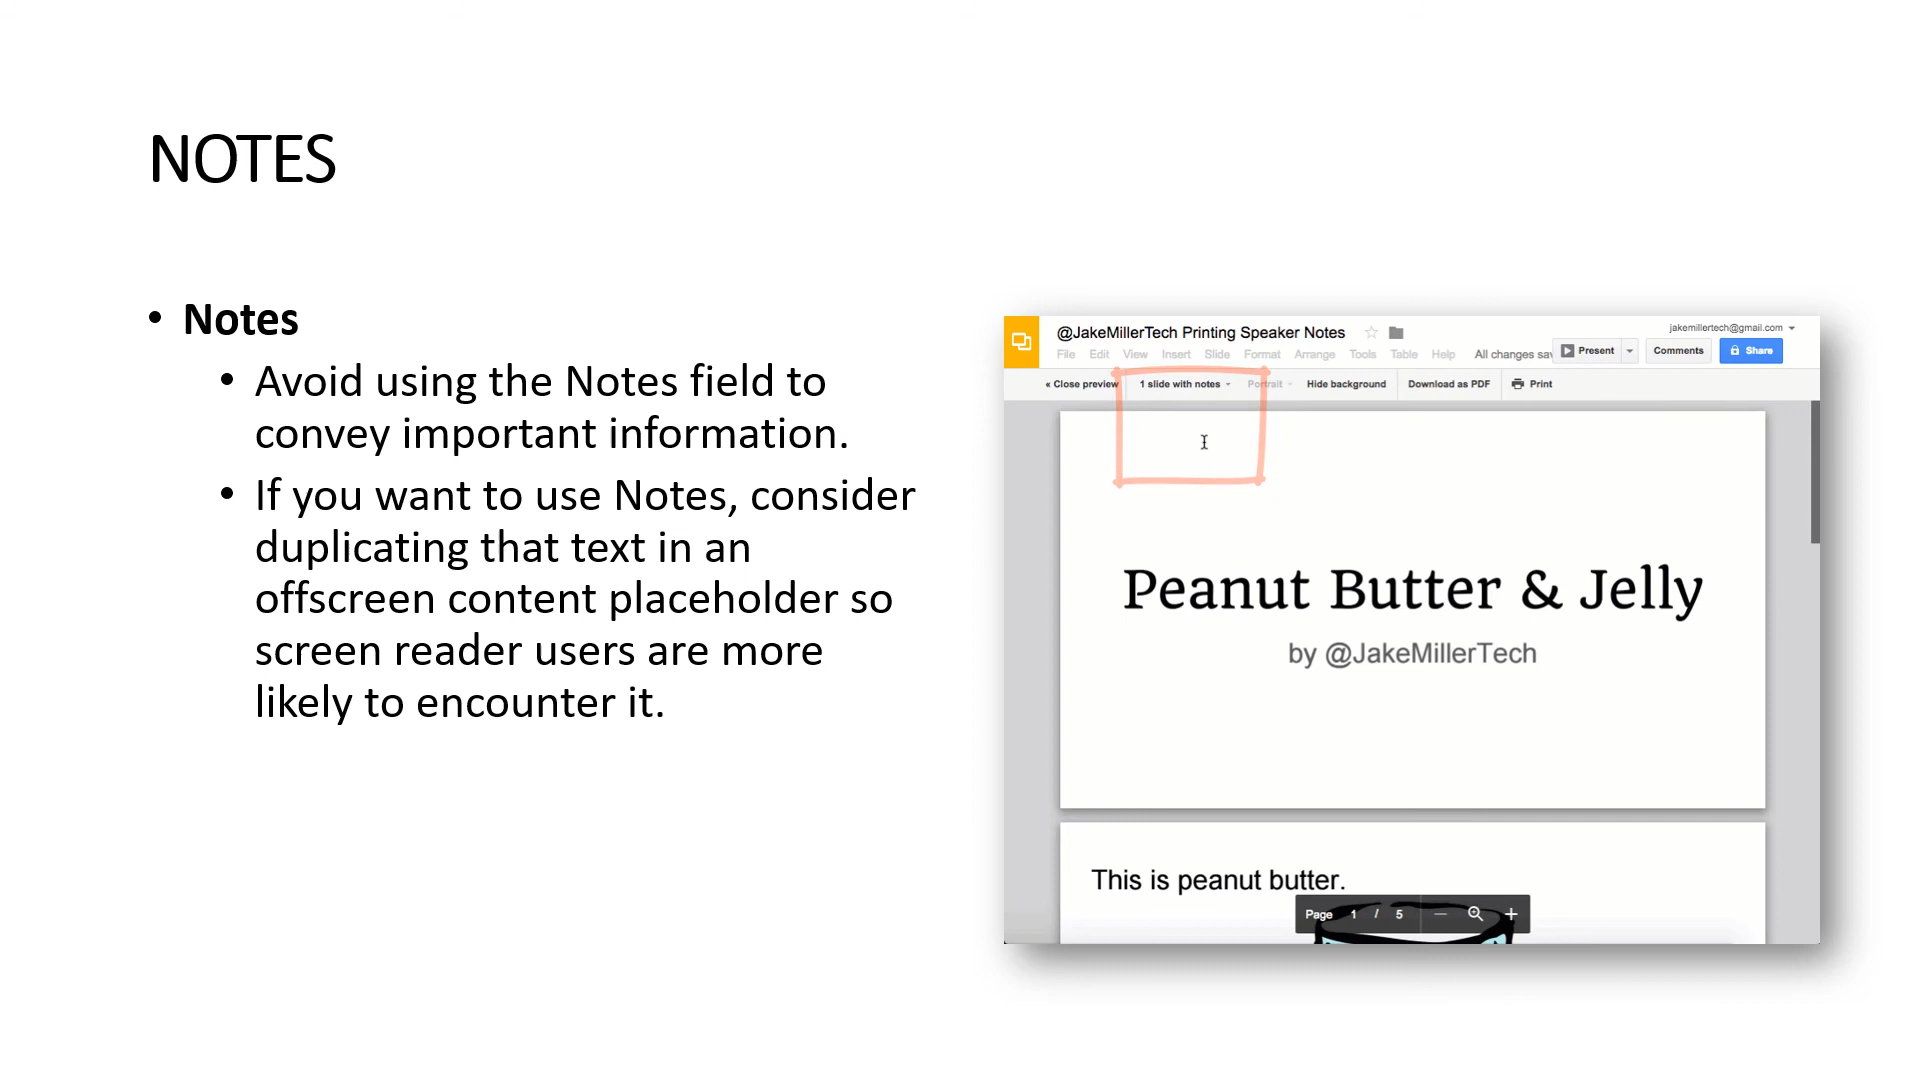 NOTES
• Notes
• Avoid using the Notes field to
convey important information.
• If you want to use Notes, consider
duplicating that text in an
offscreen content placeholder so
screen reader users are more
likely to encounter it.
@JakeMillerTech Printing Speaker Notes
jakemillertech@gmail.com
File Edit View Insert Slide Format Arrange Tools Table Help All changes sav
Present Comments Share
« Close preview 1 slide with notes Portrait Hide background Download as PDF Print
Peanut Butter & Jelly
by @JakeMillerTech
This is peanut butter.
Page 1 / 5